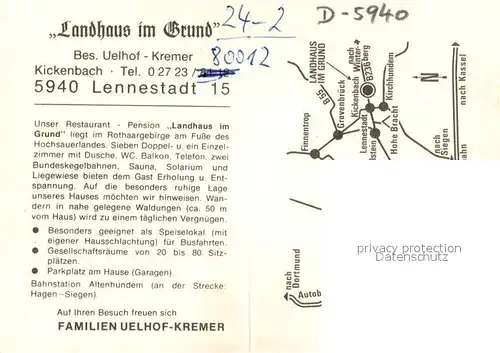 „Landhaus im Grund"
24-2
D-5940
Bes. Uelhof - Kremer
80012
Kickenbach · Tel. 0 27 23 /
5940 Lennestadt 15
Unser Restaurant - Pension „Landhaus im
Grund" liegt im Rothaargebirge am Fuße des
Hochsauerlandes. Sieben Doppel- u. ein Einzel-
zimmer mit Dusche, WC, Balkon, Telefon, zwei
Bundeskegelbahnen, Sauna, Solarium und
Liegewiese bieten dem Gast Erholung u. Ent-
spannung. Auf die besonders ruhige Lage
unseres Hauses möchten wir hinweisen. Wan-
dern in nahe gelegene Waldungen (ca. 50 m
vom Haus) wird zu einem täglichen Vergnügen.
● Besonders geeignet als Speiselokal (mit
eigener Hausschlachtung) für Busfahrten.
● Gesellschaftsräume von 20 bis 80 Sitz-
plätzen.
● Parkplatz am Hause (Garagen).
Bahnstation Altenhundem (an der Strecke:
Hagen-Siegen).
Auf Ihren Besuch freuen sich
FAMILIEN UELHOF-KREMER
LANDHAUS
IM GRUND
nach
Winter-
berg
B236
Kickenbach
Kirchhundem
B55
Grevenbrück
Finnentrop
Lennestadt
Hohe Bracht
N
nach Kassel
nach
Siegen
nach
Dortmund
Autob
privacy protection
Datenschutz